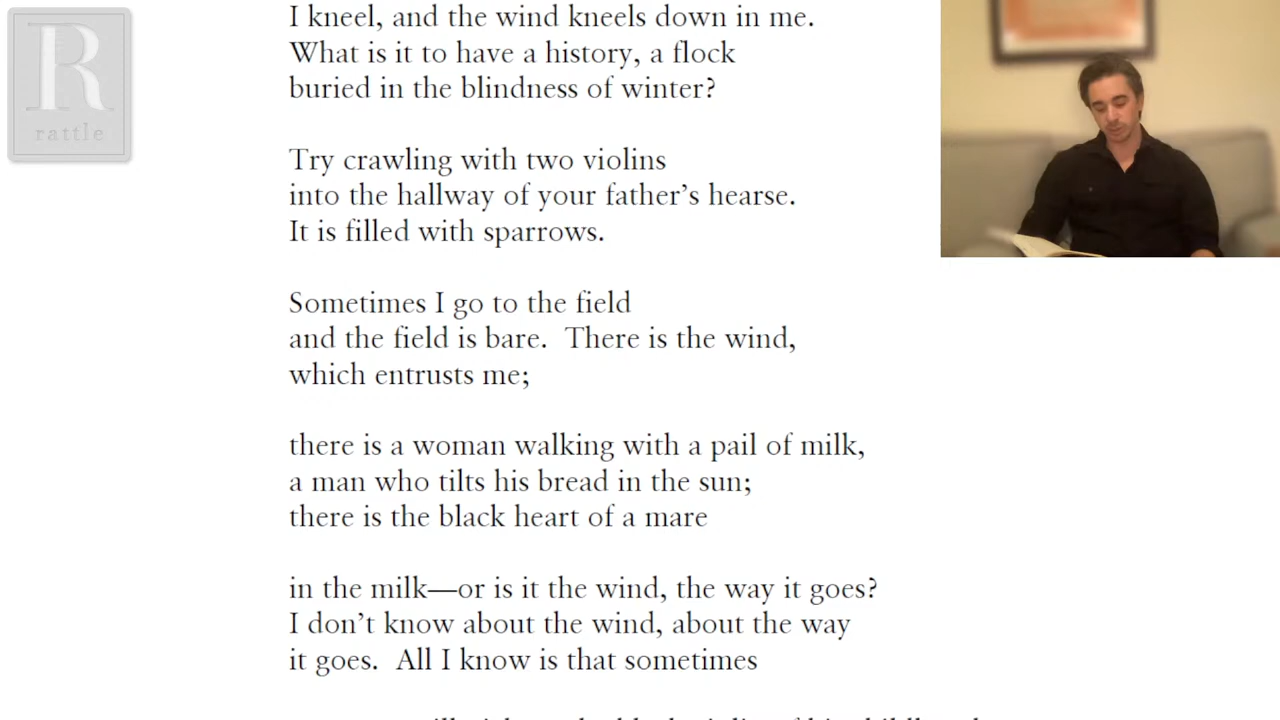 R
rattle
I kneel, and the wind kneels down in me.
What is it to have a history, a flock
buried in the blindness of winter?
Try crawling with two violins
into the hallway of your father’s hearse.
It is filled with sparrows.
Sometimes I go to the field
and the field is bare.  There is the wind,
which entrusts me;
there is a woman walking with a pail of milk,
a man who tilts his bread in the sun;
there is the black heart of a mare
in the milk—or is it the wind, the way it goes?
I don’t know about the wind, about the way
it goes.  All I know is that sometimes